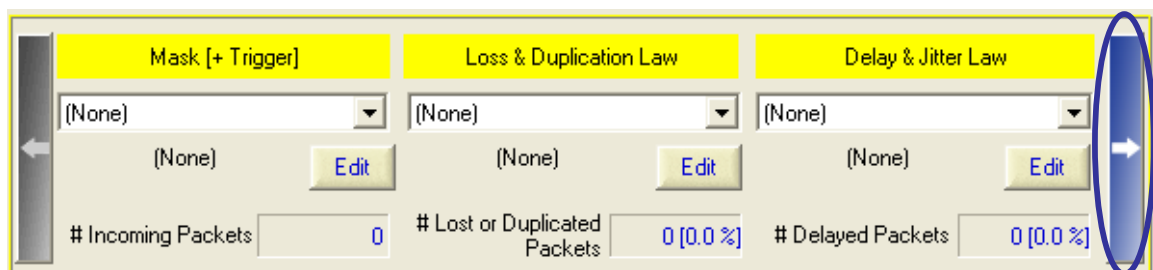 Mask [+ Trigger]
Loss & Duplication Law
Delay & Jitter Law
(None)
(None)
(None)
(None)
Edit
(None)
Edit
(None)
Edit
# Incoming Packets
0
# Lost or Duplicated
Packets
0 [0.0 %]
# Delayed Packets
0 [0.0 %]